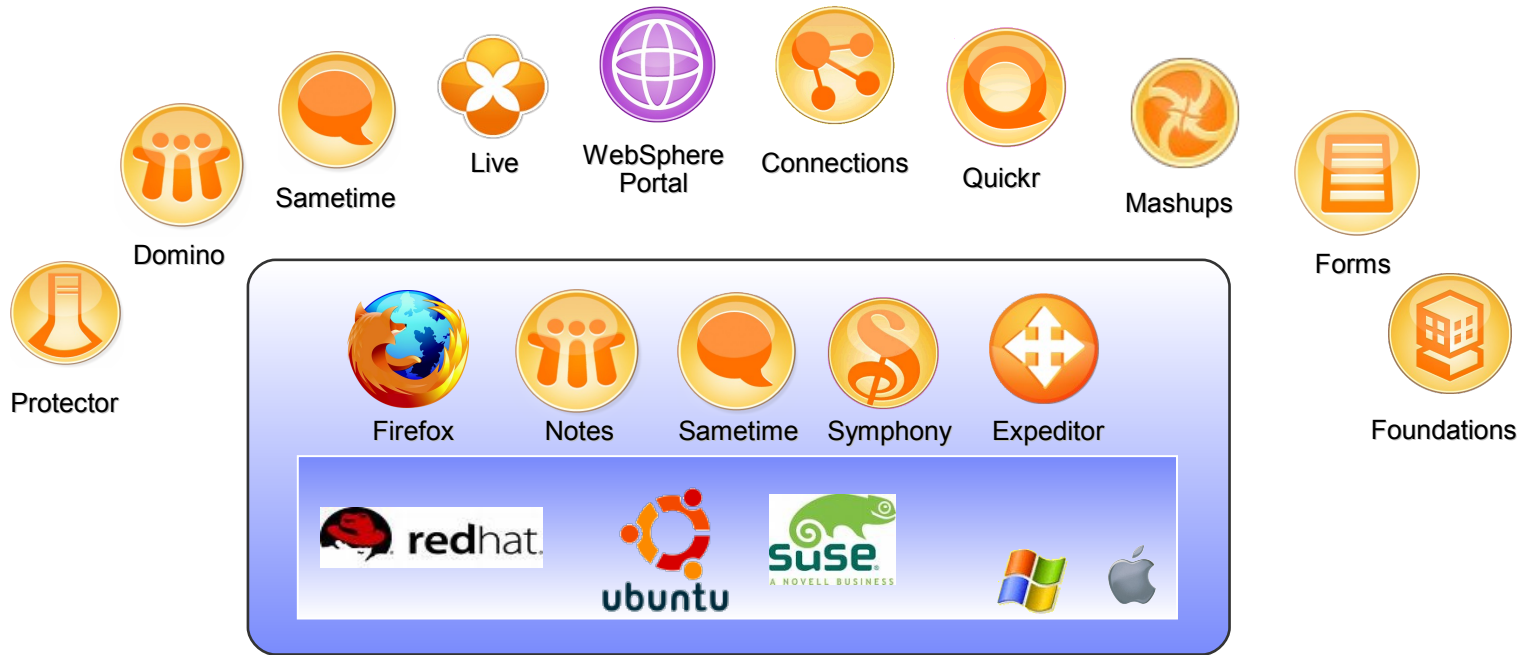 Protector
Domino
Sametime
Live
WebSphere
Portal
Connections
Quickr
Mashups
Forms
Foundations
Firefox
Notes
Sametime
Symphony
Expeditor
redhat.
ubuntu
SUSE.
A NOVELL BUSINESS